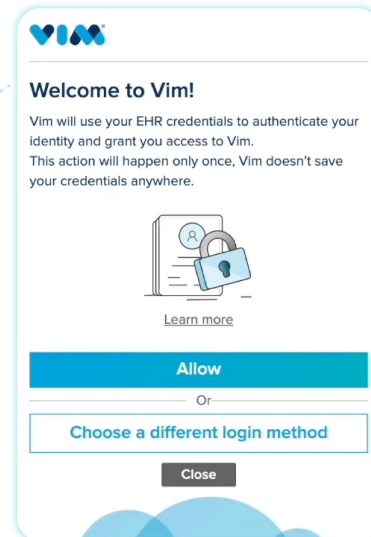 VIM
Welcome to Vim!
Vim will use your EHR credentials to authenticate your
identity and grant you access to Vim.
This action will happen only once, Vim doesn't save
your credentials anywhere.
Learn more
Allow
Or
Choose a different login method
Close